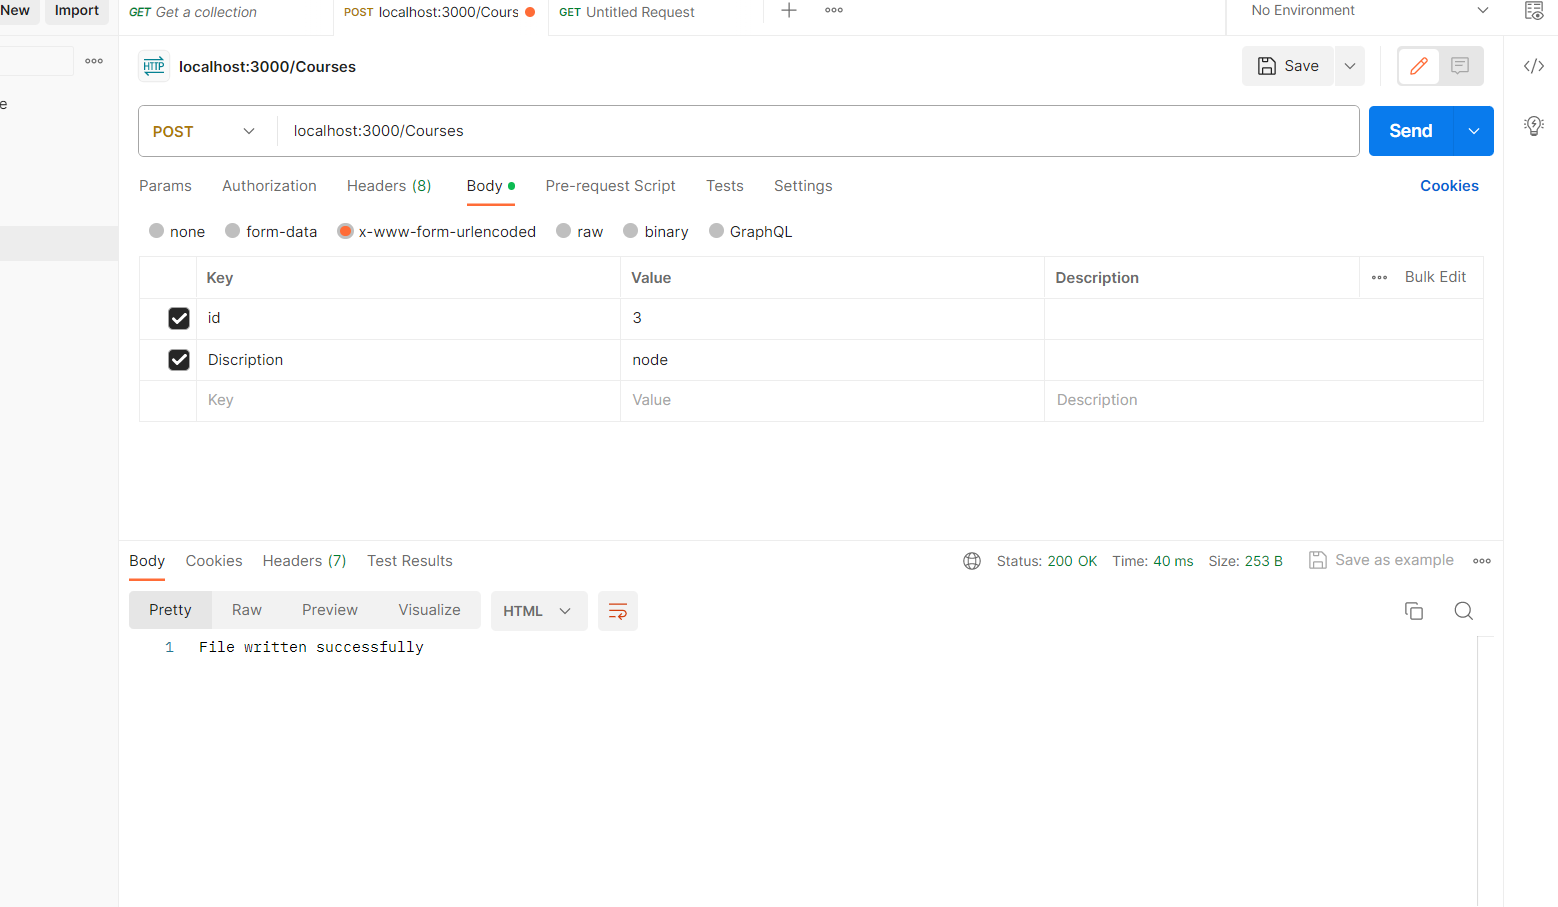 New Import GET Get a collection POST localhost:3000/Cours GET Untitled Request No Environment
e
HTTP localhost:3000/Courses Save
POST localhost:3000/Courses Send
Params Authorization Headers (8) Body Pre-request Script Tests Settings Cookies
none form-data x-www-form-urlencoded raw binary GraphQL
Key Value Description Bulk Edit
id 3
Discription node
Key Value Description
Body Cookies Headers (7) Test Results Status: 200 OK Time: 40 ms Size: 253 B Save as example
Pretty Raw Preview Visualize HTML
1 File written successfully